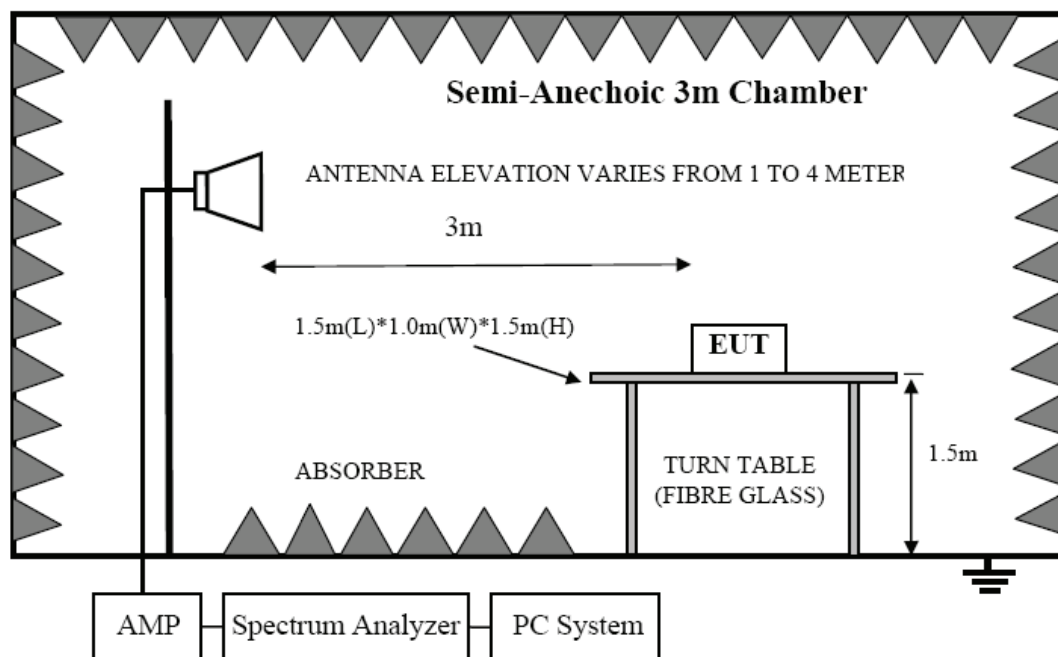 Semi-Anechoic 3m Chamber
ANTENNA ELEVATION VARIES FROM 1 TO 4 METER
3m
1.5m(L)*1.0m(W)*1.5m(H)
EUT
1.5m
ABSORBER
TURN TABLE
(FIBRE GLASS)
AMP
Spectrum Analyzer
PC System